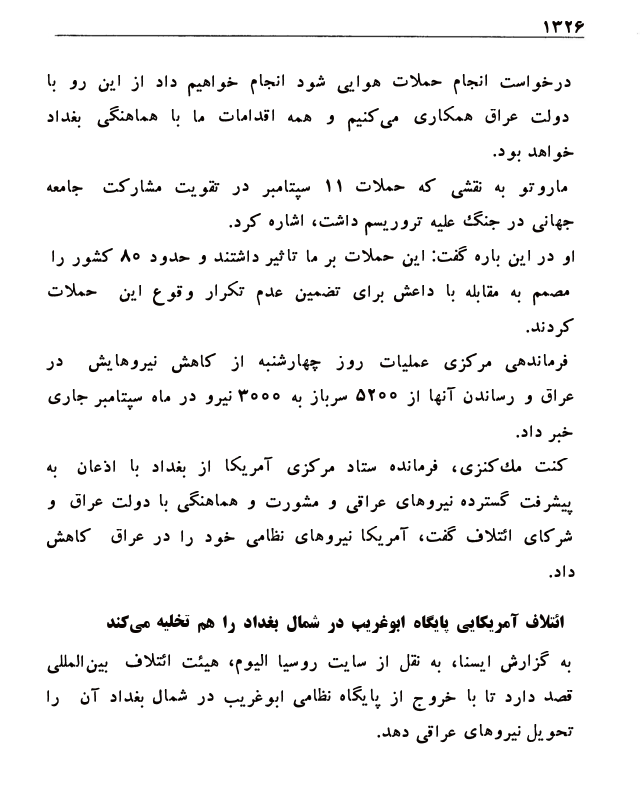 ۱۳۲۶
درخواست انجام حملات هوایی شود انجام خواهیم داد از این رو با
دولت عراق همکاری می‌کنیم و همه اقدامات ما با هماهنگی بغداد
خواهد بود.
ماروتو به نقشی که حملات ۱۱ سپتامبر در تقویت مشارکت جامعه
جهانی در جنگ علیه تروریسم داشت، اشاره کرد.
او در این باره گفت: این حملات بر ما تاثیر داشتند و حدود ۸۰ کشور را
مصمم به مقابله با داعش برای تضمین عدم تکرار وقوع این حملات
کردند.
فرماندهی مرکزی عملیات روز چهارشنبه از کاهش نیروهایش در
عراق و رساندن آنها از ۵۲۰۰ سرباز به ۳۰۰۰ نیرو در ماه سپتامبر جاری
خبر داد.
کنت مک‌کنزی، فرمانده ستاد مرکزی آمریکا از بغداد با اذعان به
پیشرفت گسترده نیروهای عراقی و مشورت و هماهنگی با دولت عراق و
شرکای ائتلاف گفت، آمریکا نیروهای نظامی خود را در عراق کاهش
داد.
ائتلاف آمریکایی پایگاه ابوغریب در شمال بغداد را هم تخلیه می‌کند
به گزارش ایسنا، به نقل از سایت روسیا الیوم، هیئت ائتلاف بین‌المللی
قصد دارد تا با خروج از پایگاه نظامی ابوغریب در شمال بغداد آن را
تحویل نیروهای عراقی دهد.